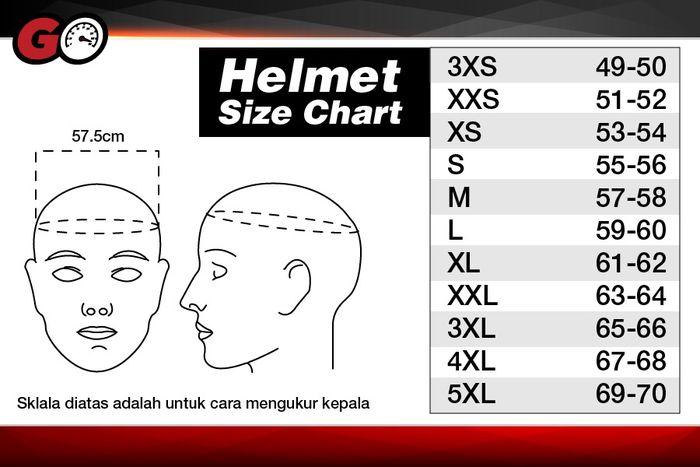 GO
Helmet
Size Chart
57.5cm
3XS 49-50
XXS 51-52
XS 53-54
S 55-56
M 57-58
L 59-60
XL 61-62
XXL 63-64
3XL 65-66
4XL 67-68
5XL 69-70
Sklala diatas adalah untuk cara mengukur kepala